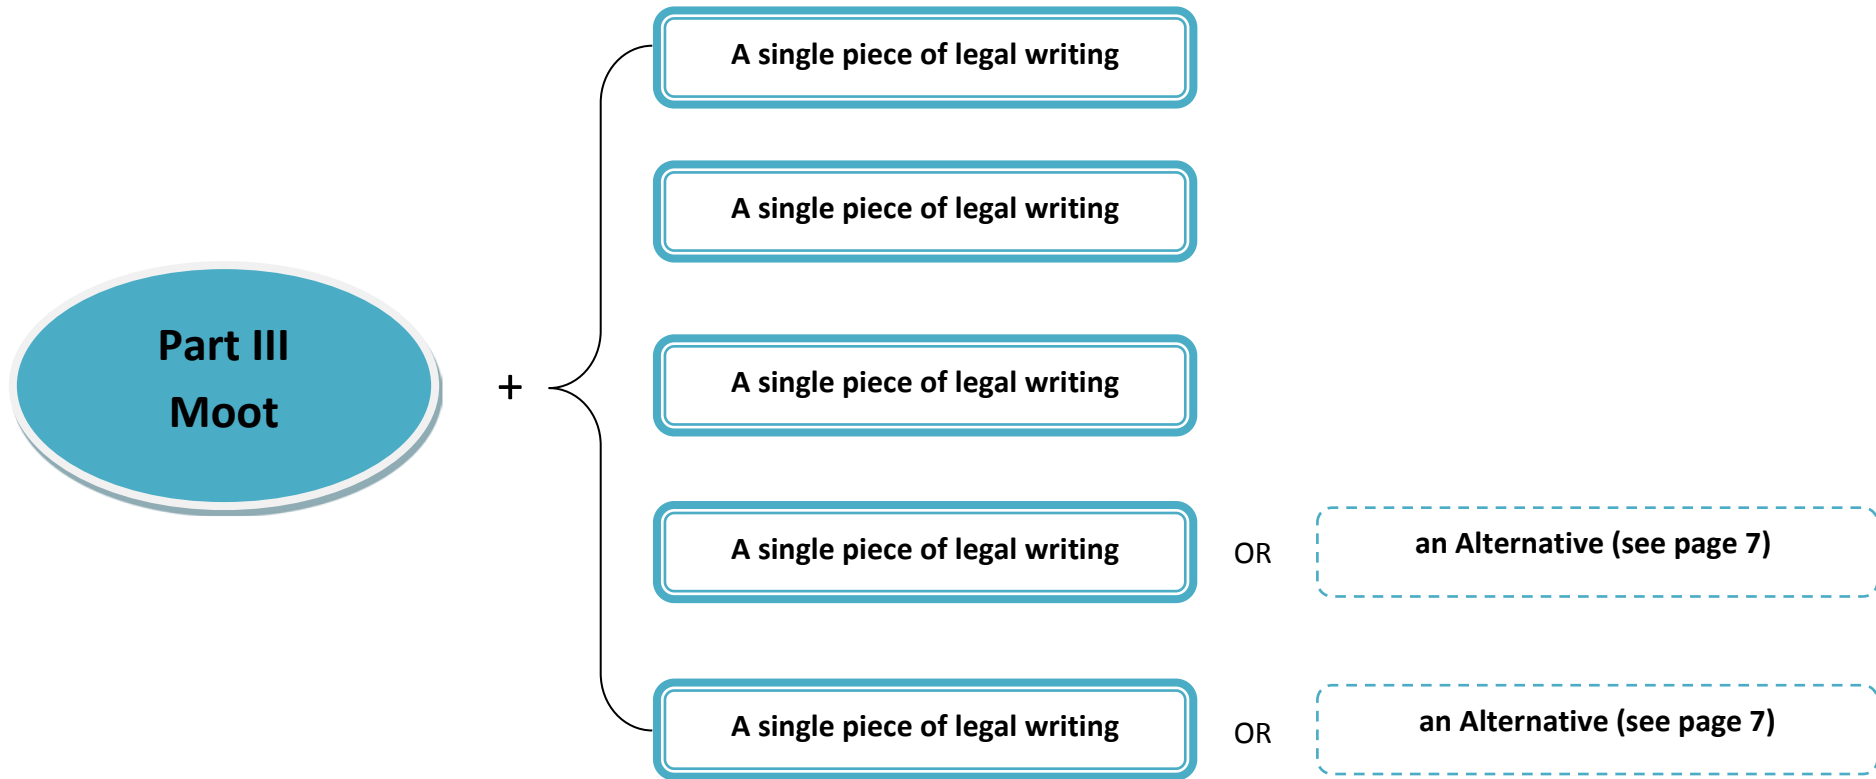 A single piece of legal writing
A single piece of legal writing
Part III
Moot
+
A single piece of legal writing
A single piece of legal writing OR an Alternative (see page 7)
A single piece of legal writing OR an Alternative (see page 7)